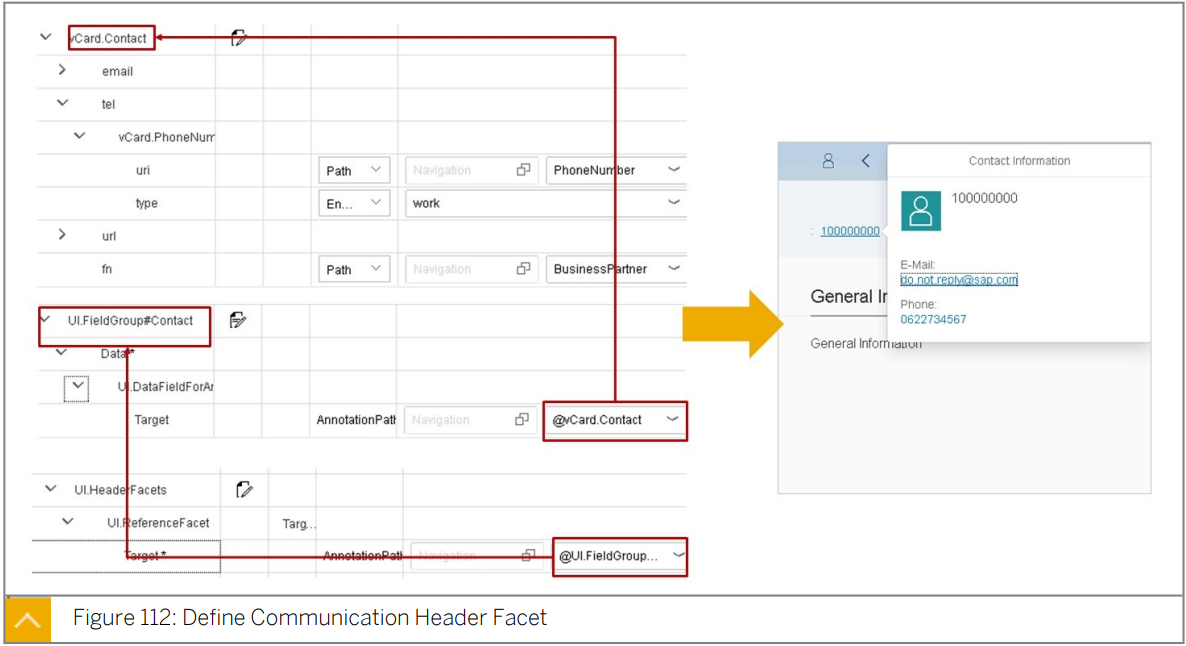 vCard.Contact
email
tel
vCard.PhoneNum
uri Path Navigation PhoneNumber
type En... work
url
fn Path Navigation BusinessPartner
UI.FieldGroup#Contact
Data*
UI.DataFieldForAn
Target AnnotationPath Navigation @vCard.Contact
UI.HeaderFacets
UI.ReferenceFacet Targ...
Target * AnnotationPath Navigation @UI.FieldGroup...
Contact Information
100000000
: 100000000
E-Mail:
do.not.reply@sap.com
General Ir
Phone:
0622734567
General Information
Figure 112: Define Communication Header Facet